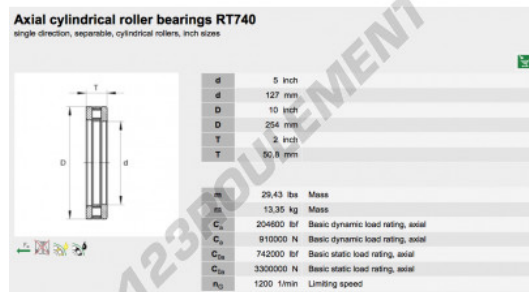 Axial cylindrical roller bearings RT740
single direction, separable, cylindrical rollers, inch sizes
T
D
d
d 5 inch
d 127 mm
D 10 inch
D 254 mm
T 2 inch
T 50,8 mm
m 29,43 lbs Mass
m 13,35 kg Mass
Ca 204600 lbf Basic dynamic load rating, axial
Ca 910000 N Basic dynamic load rating, axial
C0a 742000 lbf Basic static load rating, axial
C0a 3300000 N Basic static load rating, axial
nG 1200 1/min Limiting speed
123ROULEMENT